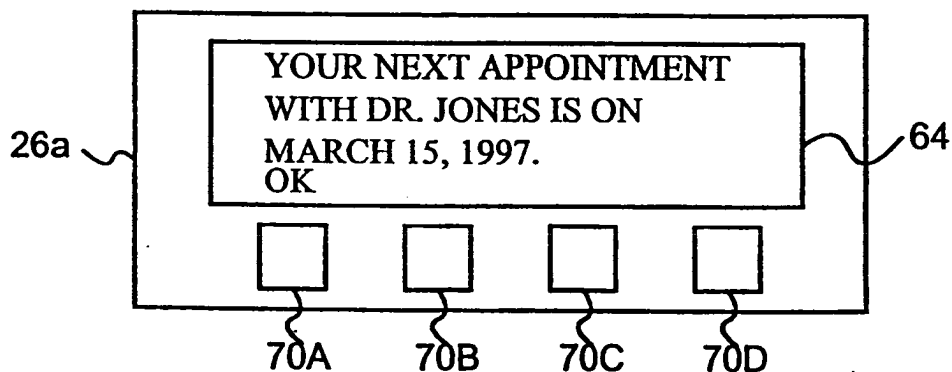 YOUR NEXT APPOINTMENT
WITH DR. JONES IS ON
MARCH 15, 1997.
OK
26a
64
70A 70B 70C 70D